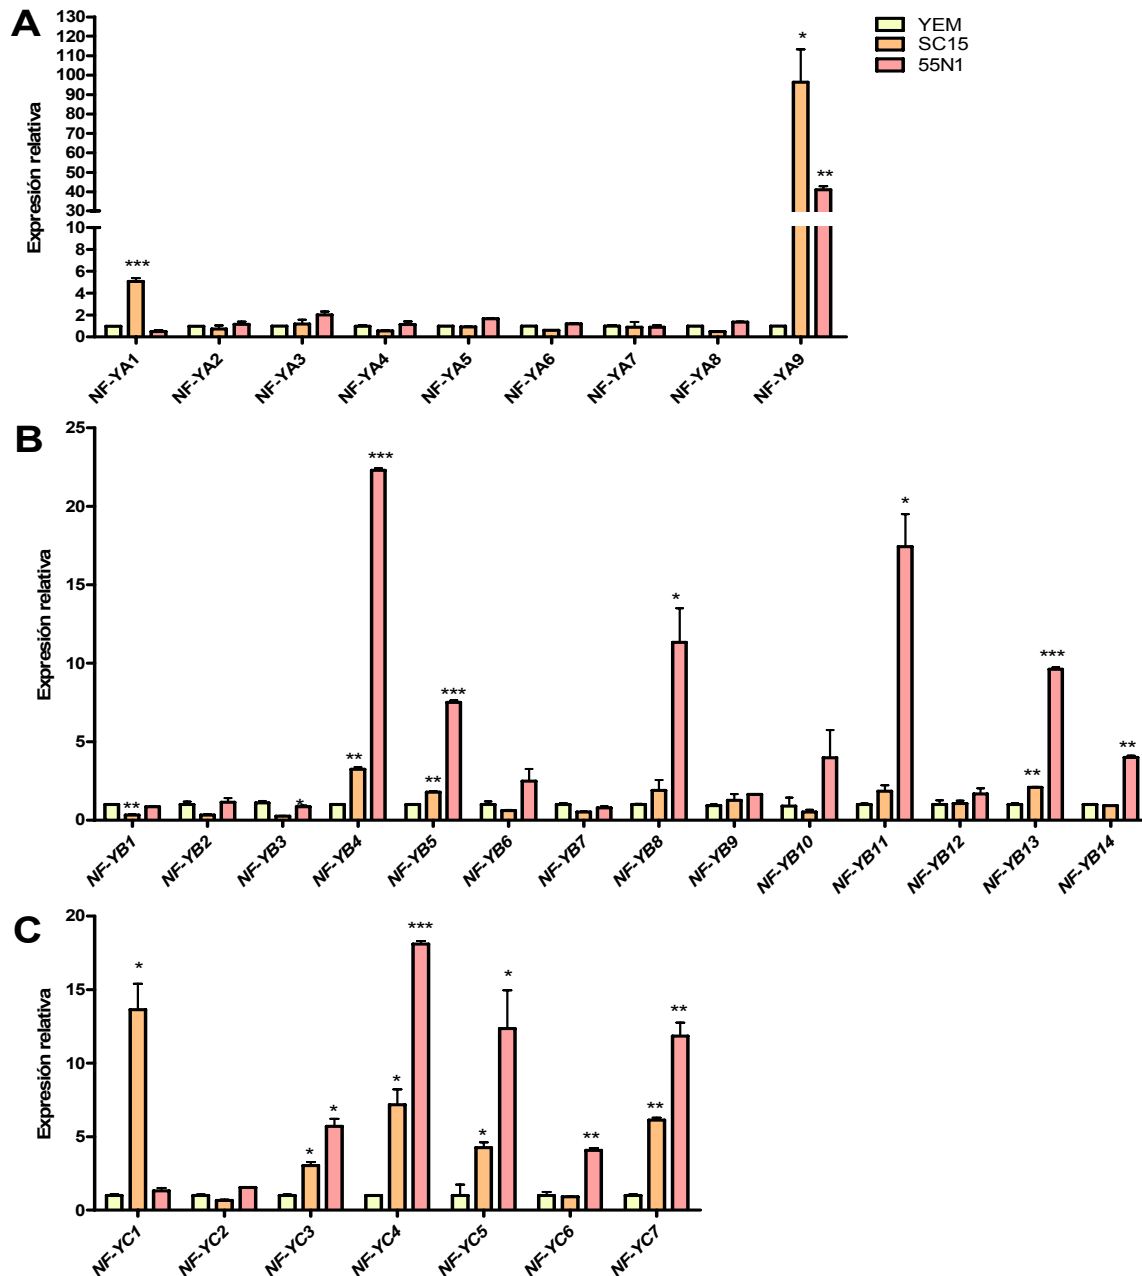 A
YEM
SC15
55N1
Expresión relativa
130
120
110
100
90
80
70
60
50
40
30
10
8
6
4
2
0
***
*
**
NF-YA1
NF-YA2
NF-YA3
NF-YA4
NF-YA5
NF-YA6
NF-YA7
NF-YA8
NF-YA9
B
Expresión relativa
25
20
15
10
5
0
**
*
**
***
**
***
*
*
**
***
**
NF-YB1
NF-YB2
NF-YB3
NF-YB4
NF-YB5
NF-YB6
NF-YB7
NF-YB8
NF-YB9
NF-YB10
NF-YB11
NF-YB12
NF-YB13
NF-YB14
C
Expresión relativa
20
15
10
5
0
*
*
*
*
***
*
*
**
**
**
NF-YC1
NF-YC2
NF-YC3
NF-YC4
NF-YC5
NF-YC6
NF-YC7